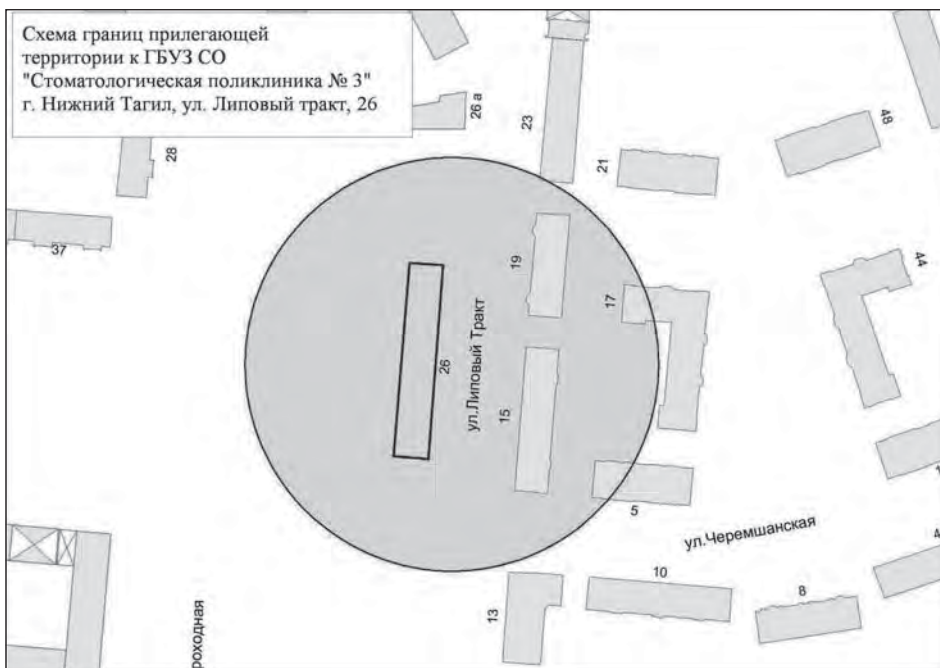 Схема границ прилегающей
территории к ГБУЗ СО
"Стоматологическая поликлиника № 3"
г. Нижний Тагил, ул. Липовый тракт, 26
26 а
23
48
28
21
37
19
44
17
ул.Липовый Тракт
26
15
5
ул.Черемшанская
10
8
13
роходная